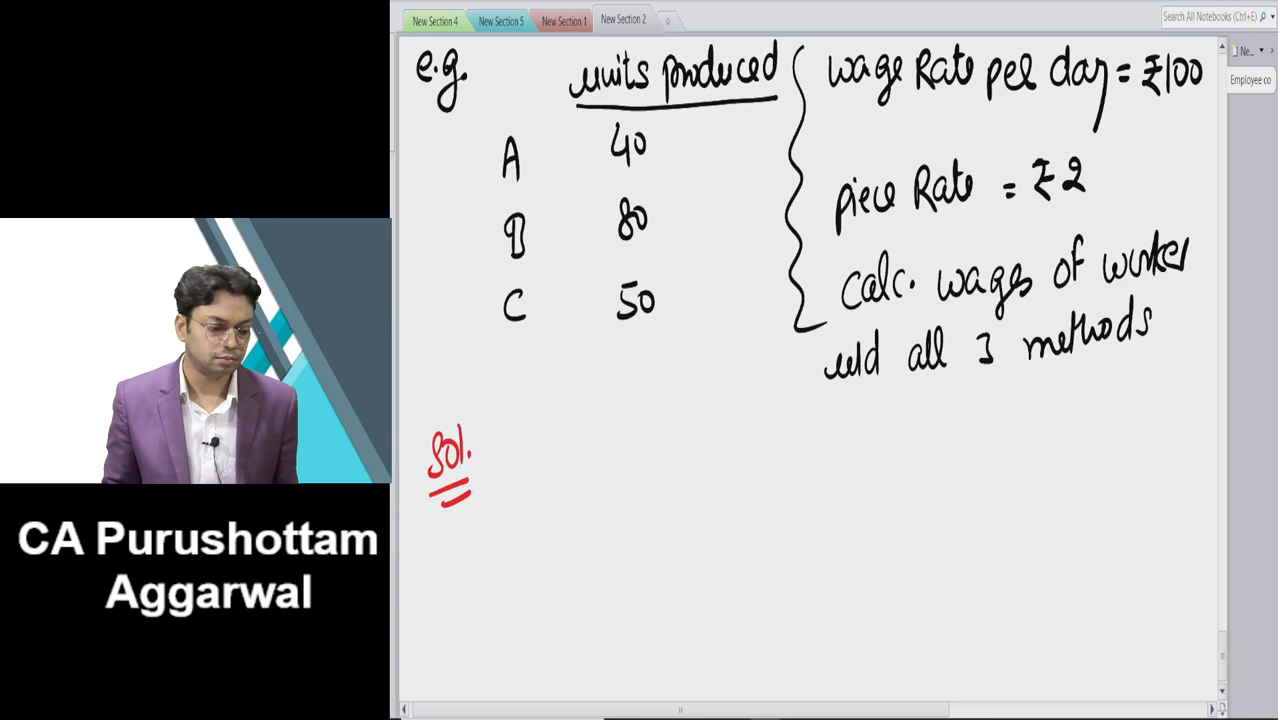 New Section 4
New Section 5
New Section 1
New Section 2
Search All Notebooks (Ctrl+E)
Ne...
Employee co
e.g.
units produced
wage Rate per day = ₹100
A 40
piece Rate = ₹2
B 80
calc. wages of worker
C 50
u/d all 3 methods
Sol.
CA Purushottam
Aggarwal